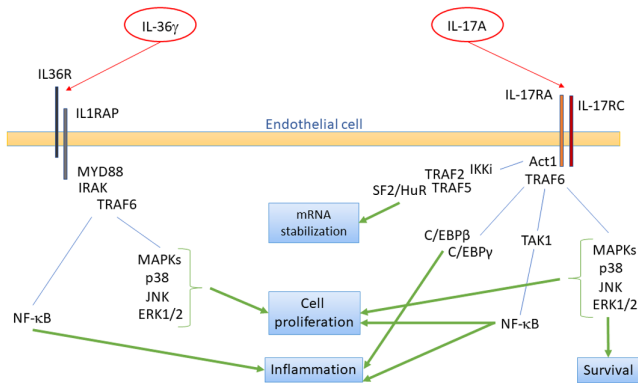 IL-36γ
IL-17A
IL36R
IL1RAP
IL-17RA
IL-17RC
Endothelial cell
MYD88
IRAK
TRAF6
Act1
TRAF6
IKKi
TRAF2
TRAF5
SF2/HuR
mRNA
stabilization
C/EBPβ
C/EBPγ
TAK1
MAPKs
p38
JNK
ERK1/2
MAPKs
p38
JNK
ERK1/2
NF-κB
Cell
proliferation
NF-κB
Inflammation
Survival